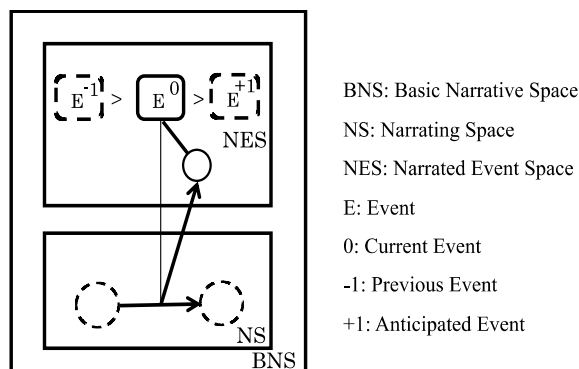 E-1 > E0 > E+1
NES
NS
BNS
BNS: Basic Narrative Space
NS: Narrating Space
NES: Narrated Event Space
E: Event
0: Current Event
-1: Previous Event
+1: Anticipated Event